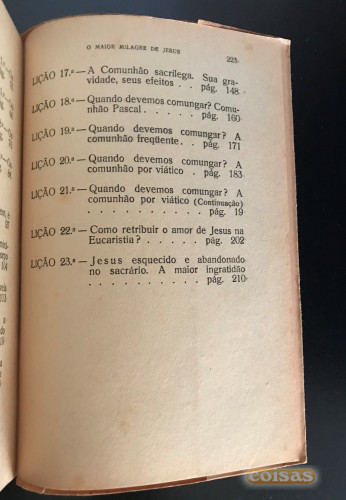 O MAIOR MILAGRE DE JESUS 223
LIÇÃO 17.ª — A Comunhão sacrílega. Sua gra-
vidade, seus efeitos . . pág. 148
LIÇÃO 18.ª — Quando devemos comungar? Comu-
nhão Pascal . . . . . pág. 160
LIÇÃO 19.ª — Quando devemos comungar? A
comunhão freqüente. . pág. 171
LIÇÃO 20.ª — Quando devemos comungar? A
comunhão por viático . pág. 183
LIÇÃO 21.ª — Quando devemos comungar? A
comunhão por viático (Continuação)
. . . . . . . . . . pág. 19
LIÇÃO 22.ª — Como retribuir o amor de Jesus na
Eucaristia? . . . . . pág. 202
LIÇÃO 23.ª — Jesus esquecido e abandonado
no sacrário. A maior ingratidão
. . . . . . . . . . pág. 210
coisas